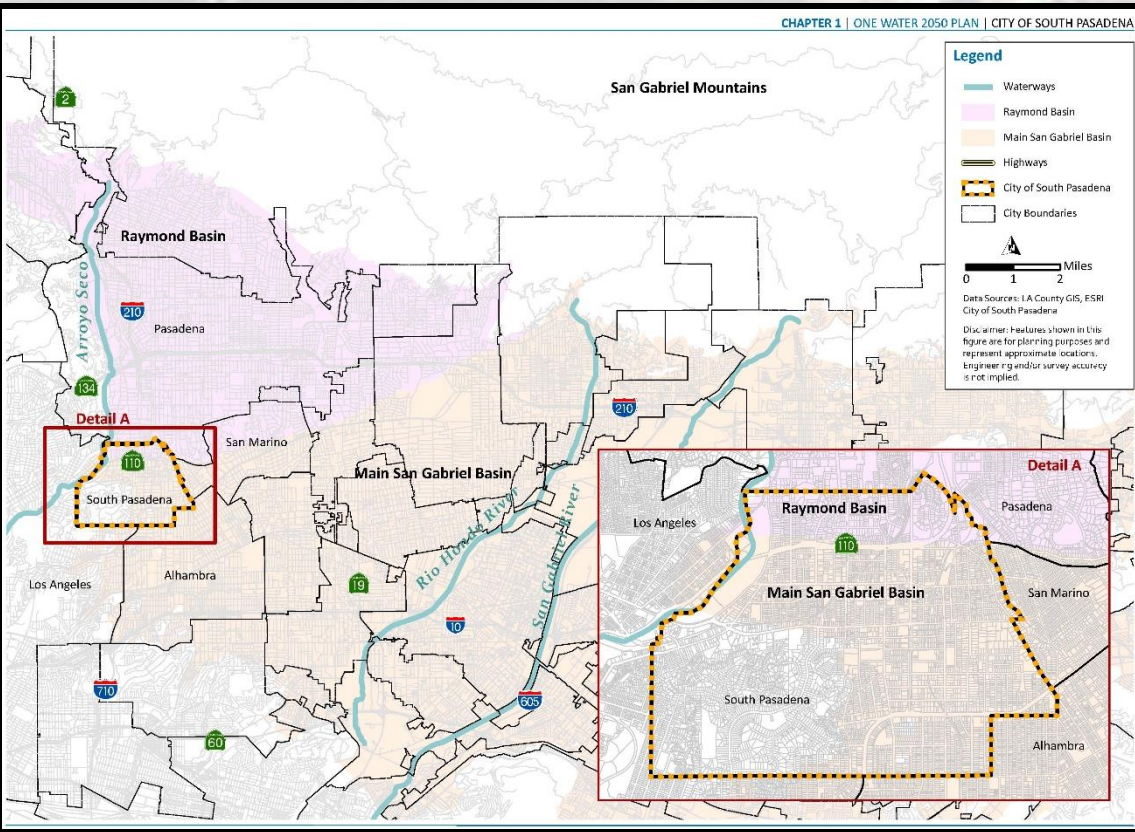 CHAPTER 1 | ONE WATER 2050 PLAN | CITY OF SOUTH PASADENA
Legend
Waterways
Raymond Basin
Main San Gabriel Basin
Highways
City of South Pasadena
City Boundaries
0 1 2 Miles
Data Sources: LA County GIS, ESRI
City of South Pasadena
Disclaimer: Features shown in this
figure are for planning purposes and
represent approximate locations.
Engineering and/or survey accuracy
is not implied.
San Gabriel Mountains
2
Raymond Basin
Arroyo Seco
210
Pasadena
134
Detail A
San Marino
110
South Pasadena
Main San Gabriel Basin
210
Los Angeles
Alhambra
19
Rio Hondo River
San Gabriel River
10
710
605
60
Detail A
Los Angeles
Raymond Basin
Pasadena
110
Main San Gabriel Basin
San Marino
South Pasadena
Alhambra